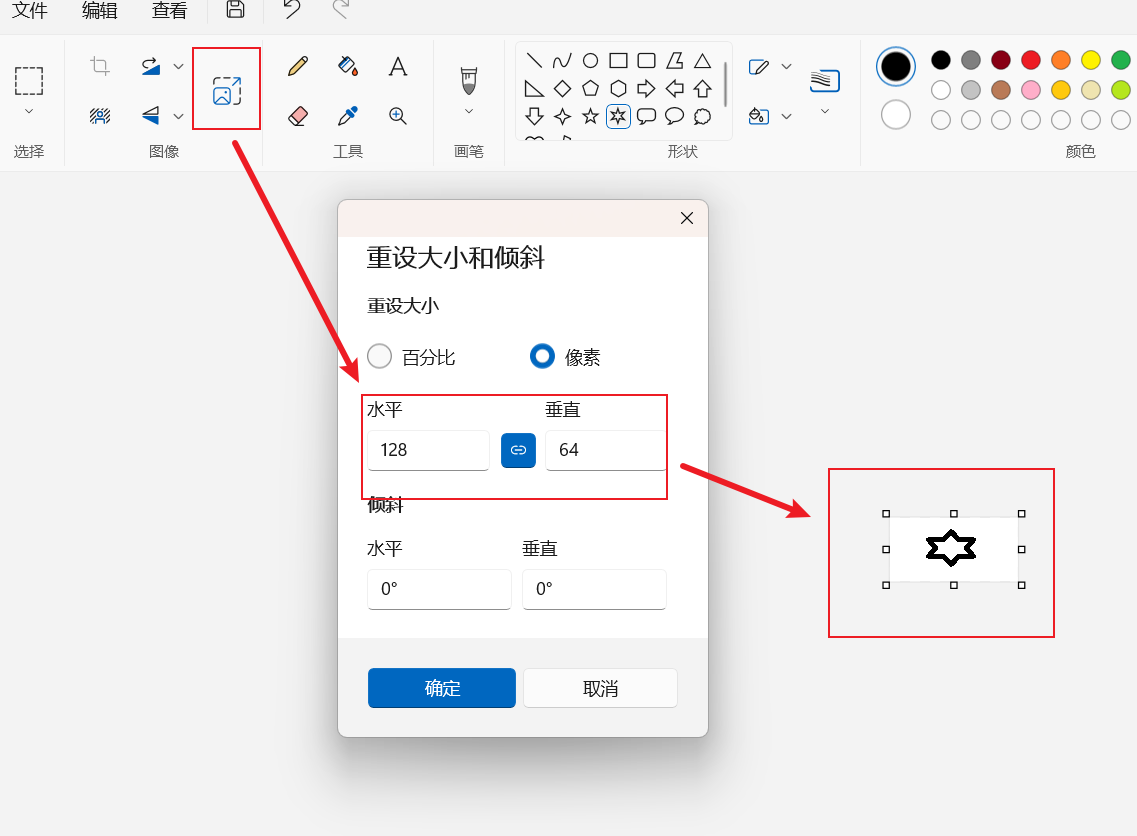 文件 编辑 查看
选择 图像 工具 画笔 形状 颜色
重设大小和倾斜
重设大小
百分比 像素
水平 垂直
128 64
倾斜
水平 垂直
0° 0°
确定 取消